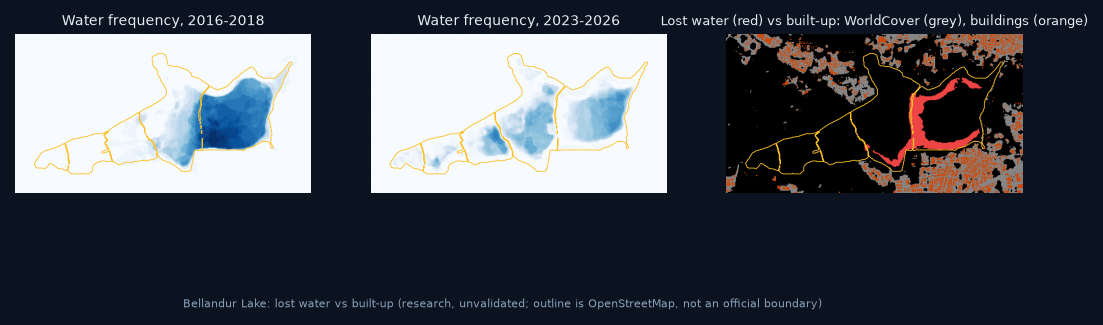 Water frequency, 2016-2018
Water frequency, 2023-2026
Lost water (red) vs built-up: WorldCover (grey), buildings (orange)
Bellandur Lake: lost water vs built-up (research, unvalidated; outline is OpenStreetMap, not an official boundary)